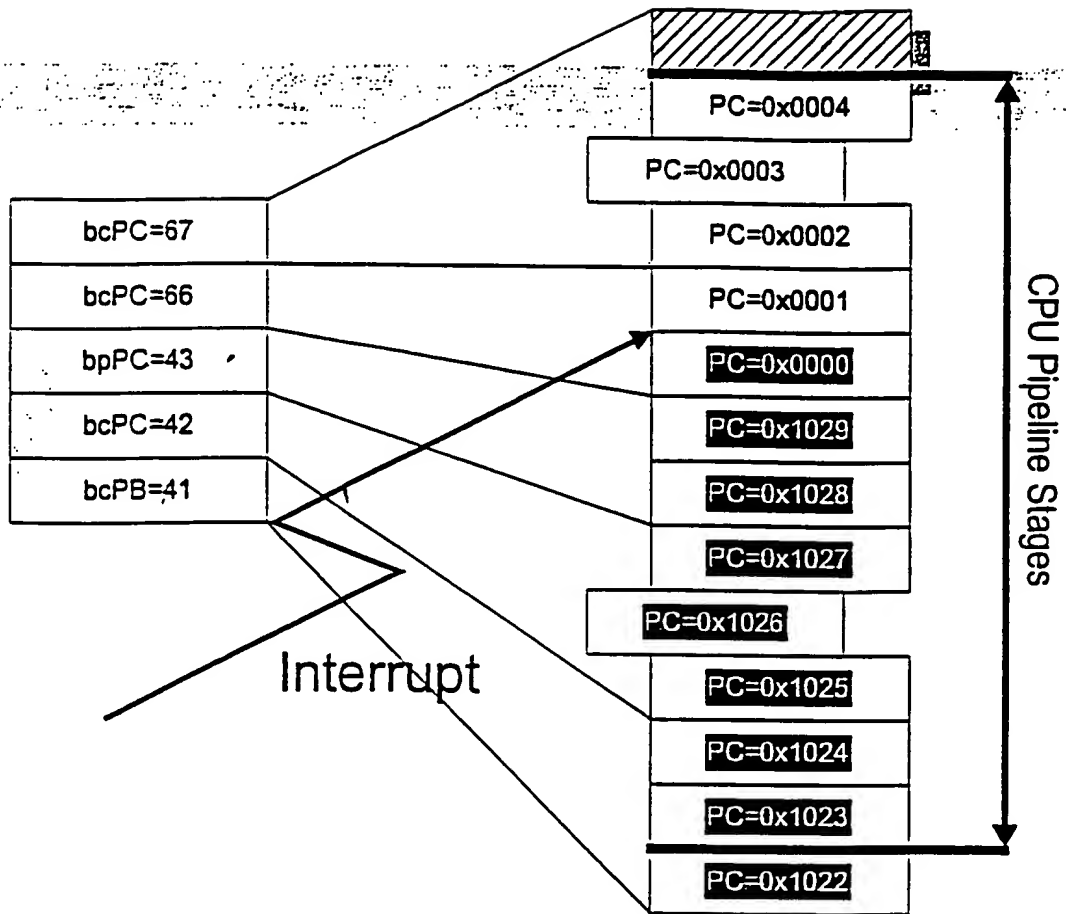 PC=0x0004
PC=0x0003
bcPC=67
PC=0x0002
bcPC=66
PC=0x0001
bpPC=43
PC=0x0000
bcPC=42
PC=0x1029
bcPB=41
PC=0x1028
PC=0x1027
PC=0x1026
Interrupt
PC=0x1025
PC=0x1024
PC=0x1023
PC=0x1022
CPU Pipeline Stages